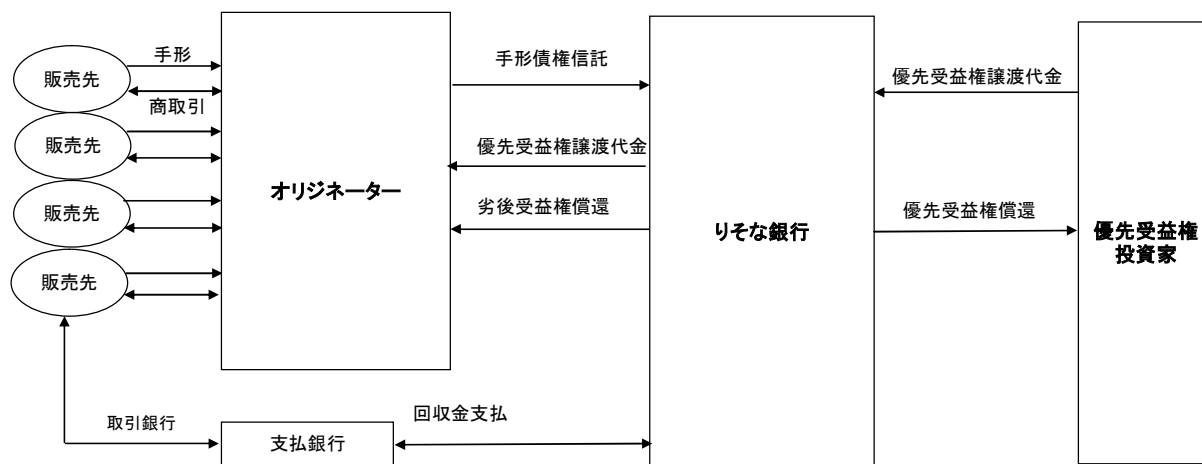 手形
手形債権信託
優先受益権譲渡代金
販売先
商取引
販売先
優先受益権譲渡代金
オリジネーター
販売先
劣後受益権償還
優先受益権償還
りそな銀行
優先受益権
投資家
販売先
回収金支払
取引銀行
支払銀行